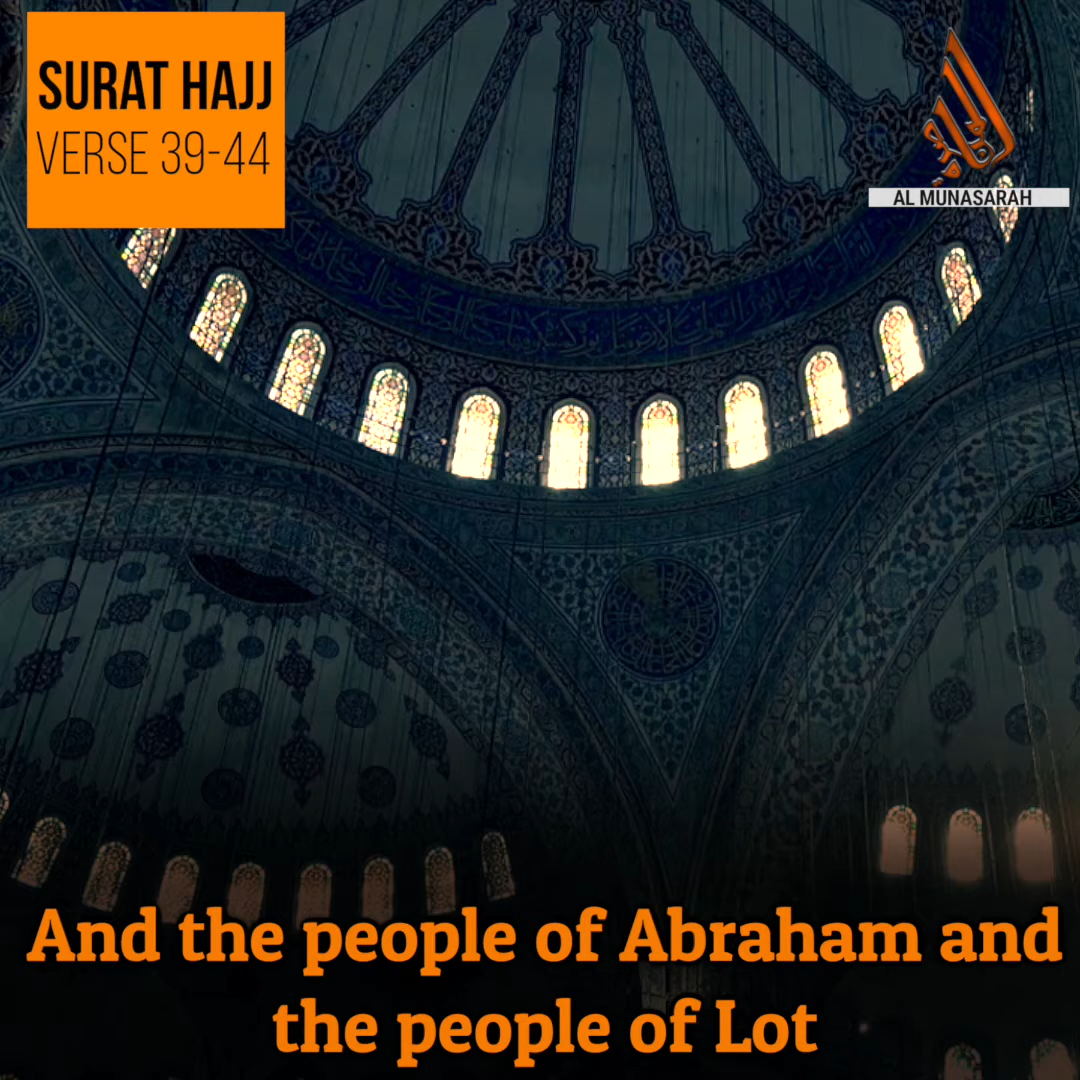 SURAT HAJJ
VERSE 39-44
AL MUNASARAH
And the people of Abraham and
the people of Lot